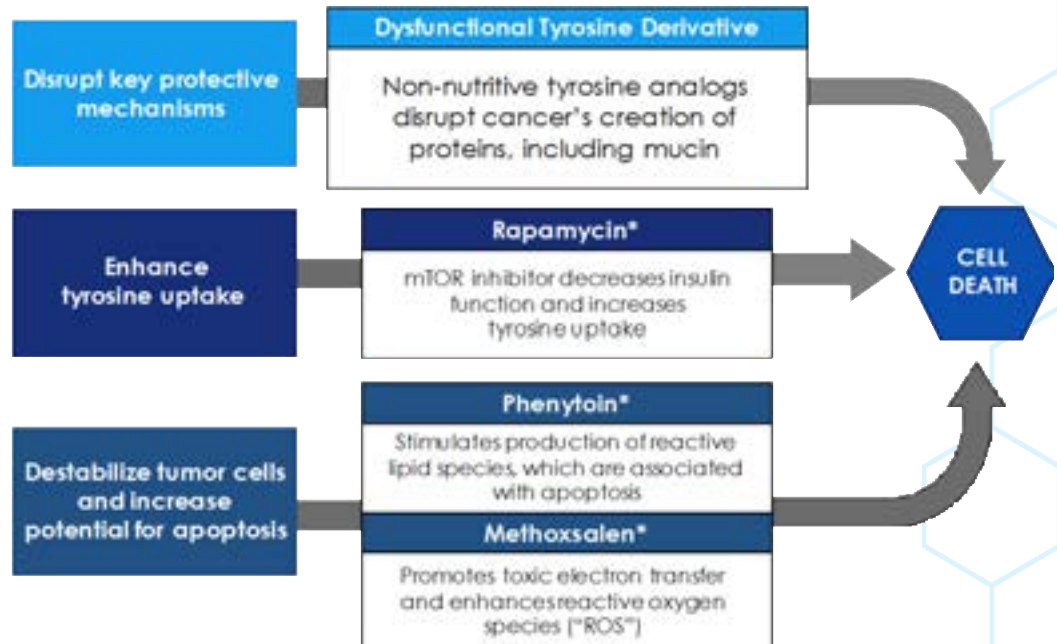 Disrupt key protective
mechanisms
Dysfunctional Tyrosine Derivative
Non-nutritive tyrosine analogs
disrupt cancer's creation of
proteins, including mucin
Enhance
tyrosine uptake
Rapamycin*
mTOR inhibitor decreases insulin
function and increases
tyrosine uptake
CELL
DEATH
Destabilize tumor cells
and increase
potential for apoptosis
Phenytoin*
Stimulates production of reactive
lipid species, which are associated
with apoptosis
Methoxsalen*
Promotes toxic electron transfer
and enhances reactive oxygen
species ("ROS")